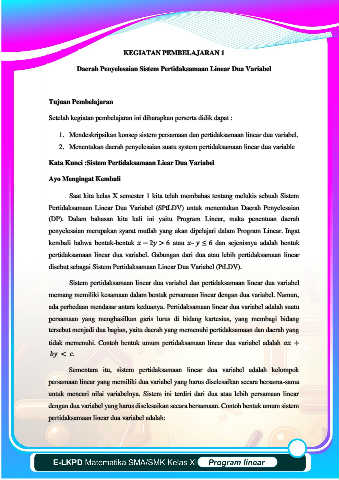 KEGIATAN PEMBELAJARAN 1
Daerah Penyelesaian Sistem Pertidaksamaan Linear Dua Variabel
Tujuan Pembelajaran
Setelah kegiatan pembelajaran ini diharapkan perserta didik dapat :
1. Mendeskripsikan konsep sistem persamaan dan pertidaksamaan linear dua variabel.
2. Menentukan daerah penyelesaian suatu system pertidaksamaan linear dua variable
Kata Kunci :Sistem Pertidaksamaan Liear Dua Variabel
Ayo Mengingat Kembali
Saat kita kelas X semester 1 kita telah membahas tentang melukis sebuah Sistem
Pertidaksamaan Linear Dua Variabel (SPtLDV) untuk menentukan Daerah Penyelesaian
(DP). Dalam bahasan kita kali ini yaitu Program Linear, maka penentuan daerah
penyelesaian merupakan syarat mutlah yang akan dipelajari dalam Program Linear. Ingat
kembali bahwa bentuk-bentuk x − 2y > 6 atau x- y ≤ 6 dan sejenisnya adalah bentuk
pertidaksamaan linear dua variabel. Gabungan dari dua atau lebih pertidaksamaan linear
disebut sebagai Sistem Pertidaksamaan Linear Dua Variabel (PtLDV).
Sistem pertidaksamaan linear dua variabel dan pertidaksamaan linear dua variabel
memang memiliki kesamaan dalam bentuk persamaan linear dengan dua variabel. Namun,
ada perbedaan mendasar antara keduanya. Pertidaksamaan linear dua variabel adalah suatu
persamaan yang menghasilkan garis lurus di bidang kartesius, yang membagi bidang
tersebut menjadi dua bagian, yaitu daerah yang memenuhi pertidaksamaan dan daerah yang
tidak memenuhi. Contoh bentuk umum pertidaksamaan linear dua variabel adalah ax +
by < c.
Sementara itu, sistem pertidaksamaan linear dua variabel adalah kelompok
persamaan linear yang memiliki dua variabel yang harus diselesaikan secara bersama-sama
untuk mencari nilai variabelnya. Sistem ini terdiri dari dua atau lebih persamaan linear
dengan dua variabel yang harus diselesaikan secara bersamaan. Contoh bentuk umum sistem
pertidaksamaan linear dua variabel adalah:
E-LKPD Matematika SMA/SMK Kelas X Program linear